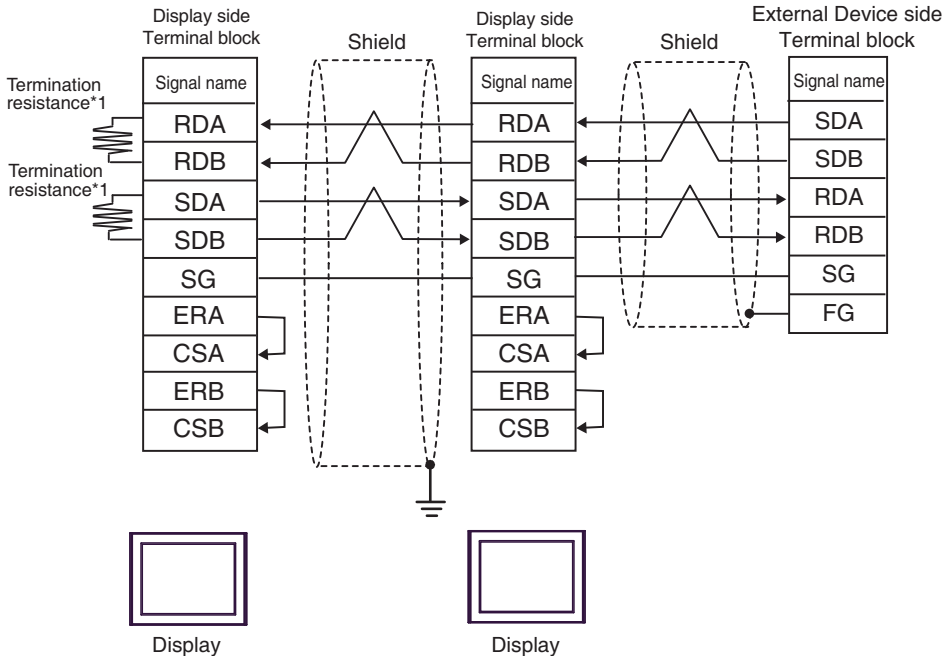 Display side
Terminal block
Shield
Display side
Terminal block
Shield
External Device side
Terminal block
Termination
resistance*1
Termination
resistance*1
Signal name
RDA
RDB
SDA
SDB
SG
ERA
CSA
ERB
CSB
Signal name
RDA
RDB
SDA
SDB
SG
ERA
CSA
ERB
CSB
Signal name
SDA
SDB
RDA
RDB
SG
FG
Display
Display